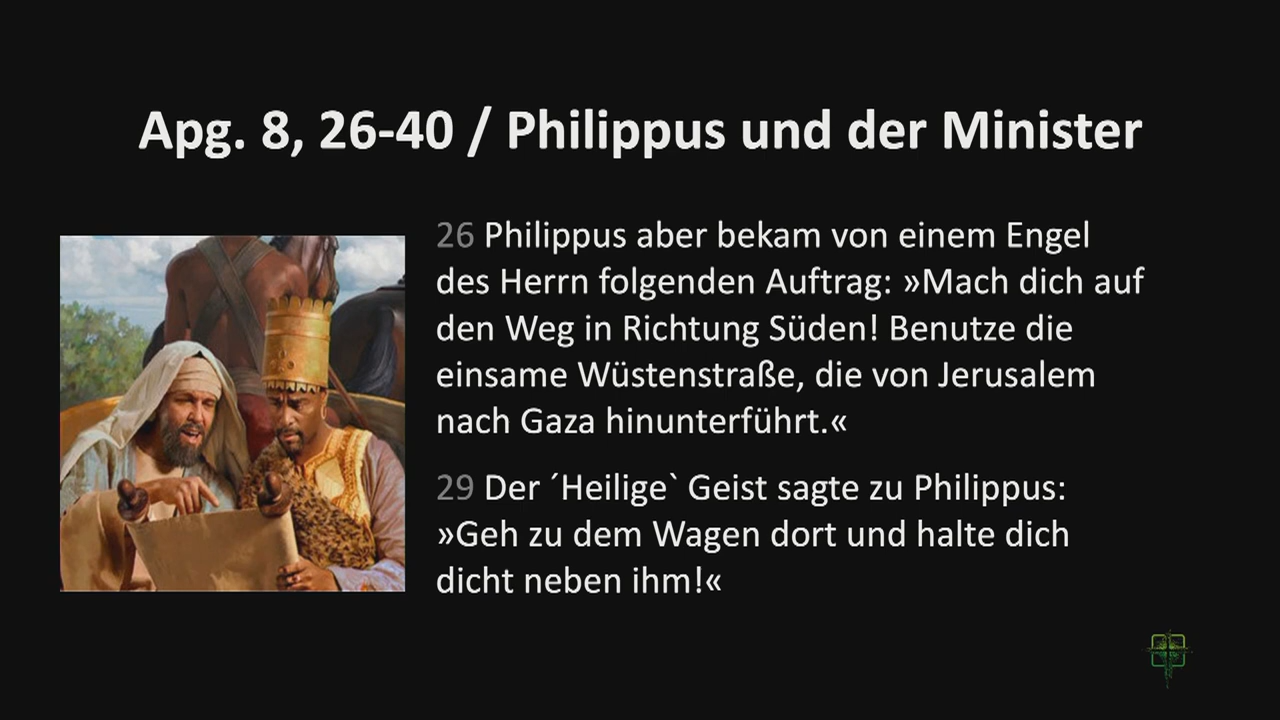 Apg. 8, 26-40 / Philippus und der Minister
26 Philippus aber bekam von einem Engel
des Herrn folgenden Auftrag: »Mach dich auf
den Weg in Richtung Süden! Benutze die
einsame Wüstenstraße, die von Jerusalem
nach Gaza hinunterführt.«
29 Der ´Heilige` Geist sagte zu Philippus:
»Geh zu dem Wagen dort und halte dich
dicht neben ihm!«